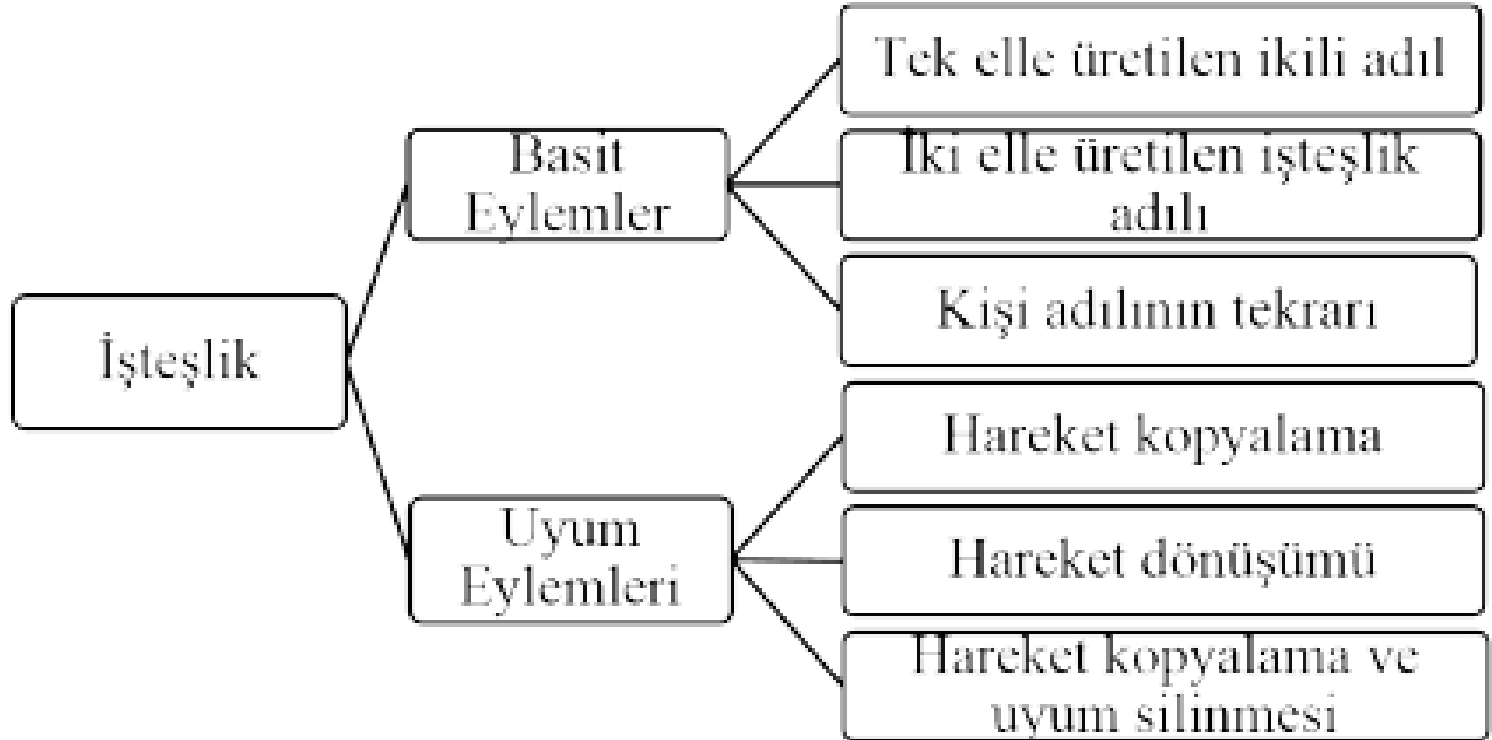 İşteşlik
Basit
Eylemler
Tek elle üretilen ikili adıl
İki elle üretilen işteşlik
adılı
Kişi adılının tekrarı
Uyum
Eylemleri
Hareket kopyalama
Hareket dönüşümü
Hareket kopyalama ve
uyum silinmesi